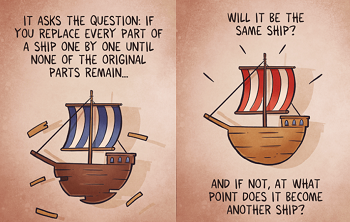 IT ASKS THE QUESTION: IF
YOU REPLACE EVERY PART OF
A SHIP ONE BY ONE UNTIL
NONE OF THE ORIGINAL
PARTS REMAIN...
WILL IT BE THE
SAME SHIP?
AND IF NOT, AT WHAT
POINT DOES IT BECOME
ANOTHER SHIP?